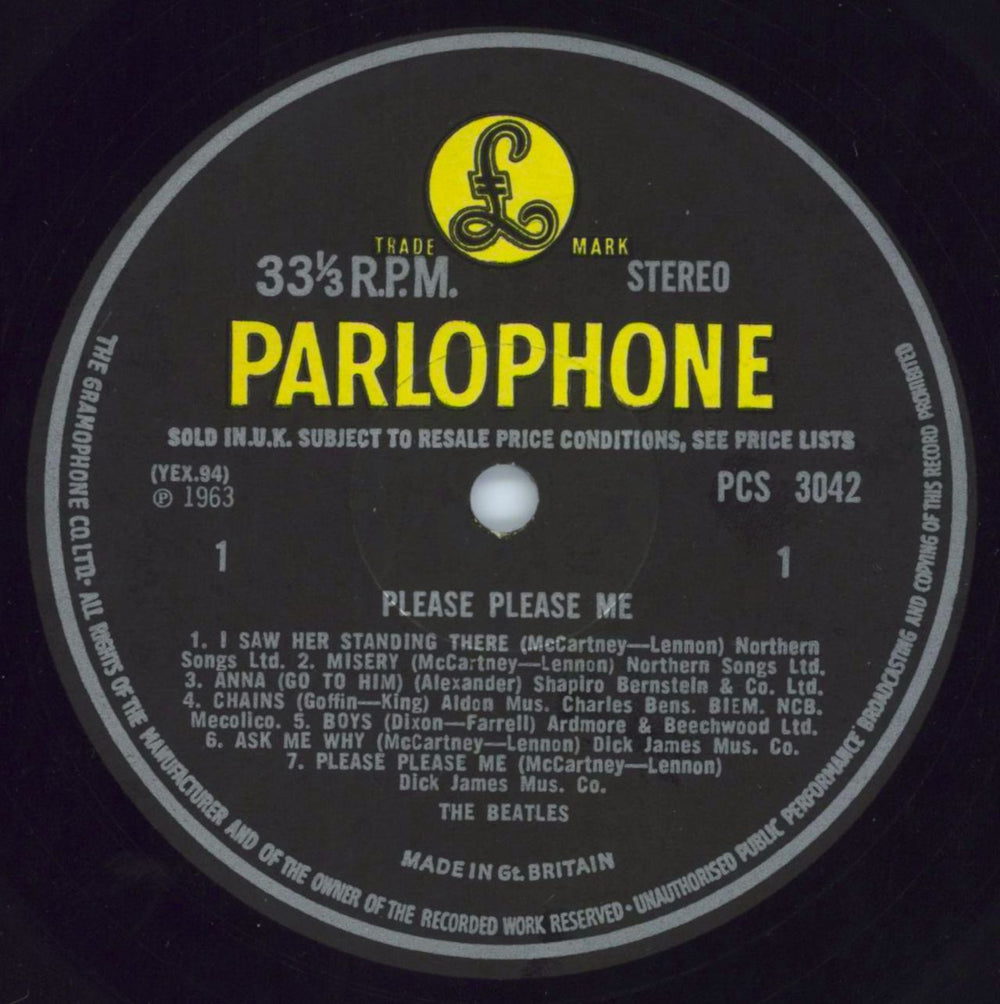 £
TRADE MARK
33⅓ R.P.M. STEREO
PARLOPHONE
SOLD IN.U.K. SUBJECT TO RESALE PRICE CONDITIONS, SEE PRICE LISTS
(YEX.94)
℗ 1963
PCS 3042
1 1
PLEASE PLEASE ME
1. I SAW HER STANDING THERE (McCartney—Lennon) Northern
Songs Ltd. 2. MISERY (McCartney—Lennon) Northern Songs Ltd.
3. ANNA (GO TO HIM) (Alexander) Shapiro Bernstein & Co. Ltd.
4. CHAINS (Goffin—King) Aldon Mus. Charles Bens. BIEM. NCB.
Mecolico. 5. BOYS (Dixon—Farrell) Ardmore & Beechwood Ltd.
6. ASK ME WHY (McCartney—Lennon) Dick James Mus. Co.
7. PLEASE PLEASE ME (McCartney—Lennon)
Dick James Mus. Co.
THE BEATLES
MADE IN Gt. BRITAIN
THE GRAMOPHONE CO. LTD. • ALL RIGHTS OF THE MANUFACTURER AND OF THE OWNER OF THE RECORDED WORK RESERVED • UNAUTHORISED PUBLIC PERFORMANCE BROADCASTING AND COPYING OF THIS RECORD PROHIBITED